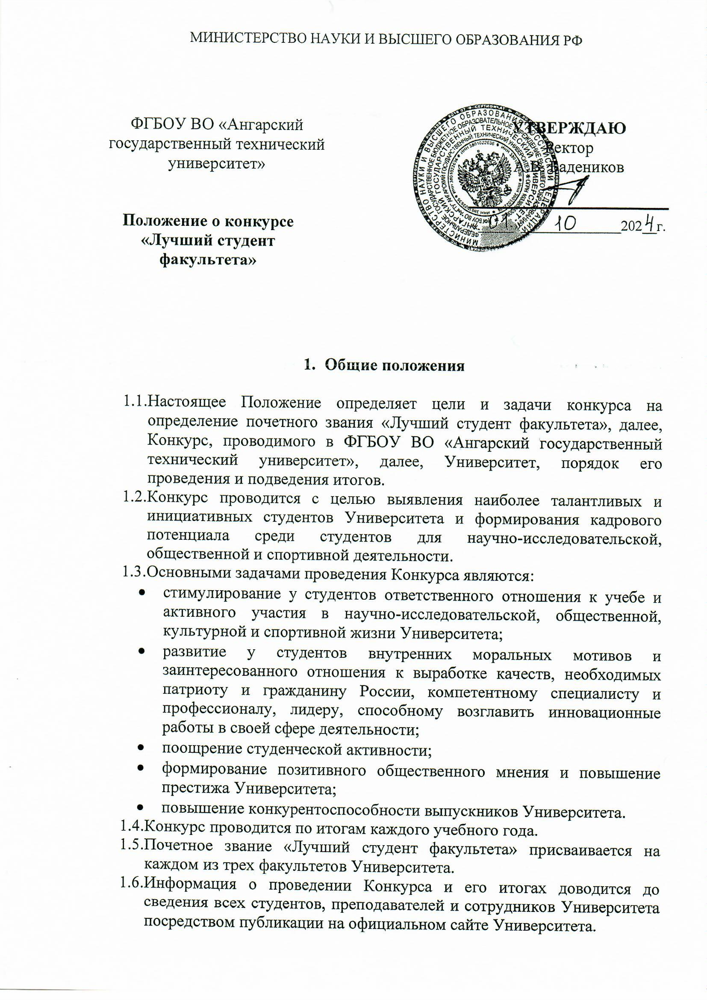 МИНИСТЕРСТВО НАУКИ И ВЫСШЕГО ОБРАЗОВАНИЯ РФ
ФГБОУ ВО «Ангарский
государственный технический
университет»
Положение о конкурсе
«Лучший студент
факультета»
УТВЕРЖДАЮ
Ректор
Бадеников
01. 10 2024 г.
1. Общие положения
1.1.Настоящее Положение определяет цели и задачи конкурса на
определение почетного звания «Лучший студент факультета», далее,
Конкурс, проводимого в ФГБОУ ВО «Ангарский государственный
технический университет», далее, Университет, порядок его
проведения и подведения итогов.
1.2.Конкурс проводится с целью выявления наиболее талантливых и
инициативных студентов Университета и формирования кадрового
потенциала среди студентов для научно-исследовательской,
общественной и спортивной деятельности.
1.3.Основными задачами проведения Конкурса являются:
• стимулирование у студентов ответственного отношения к учебе и
активного участия в научно-исследовательской, общественной,
культурной и спортивной жизни Университета;
• развитие у студентов внутренних моральных мотивов и
заинтересованного отношения к выработке качеств, необходимых
патриоту и гражданину России, компетентному специалисту и
профессионалу, лидеру, способному возглавить инновационные
работы в своей сфере деятельности;
• поощрение студенческой активности;
• формирование позитивного общественного мнения и повышение
престижа Университета;
• повышение конкурентоспособности выпускников Университета.
1.4.Конкурс проводится по итогам каждого учебного года.
1.5.Почетное звание «Лучший студент факультета» присваивается на
каждом из трех факультетов Университета.
1.6.Информация о проведении Конкурса и его итогах доводится до
сведения всех студентов, преподавателей и сотрудников Университета
посредством публикации на официальном сайте Университета.